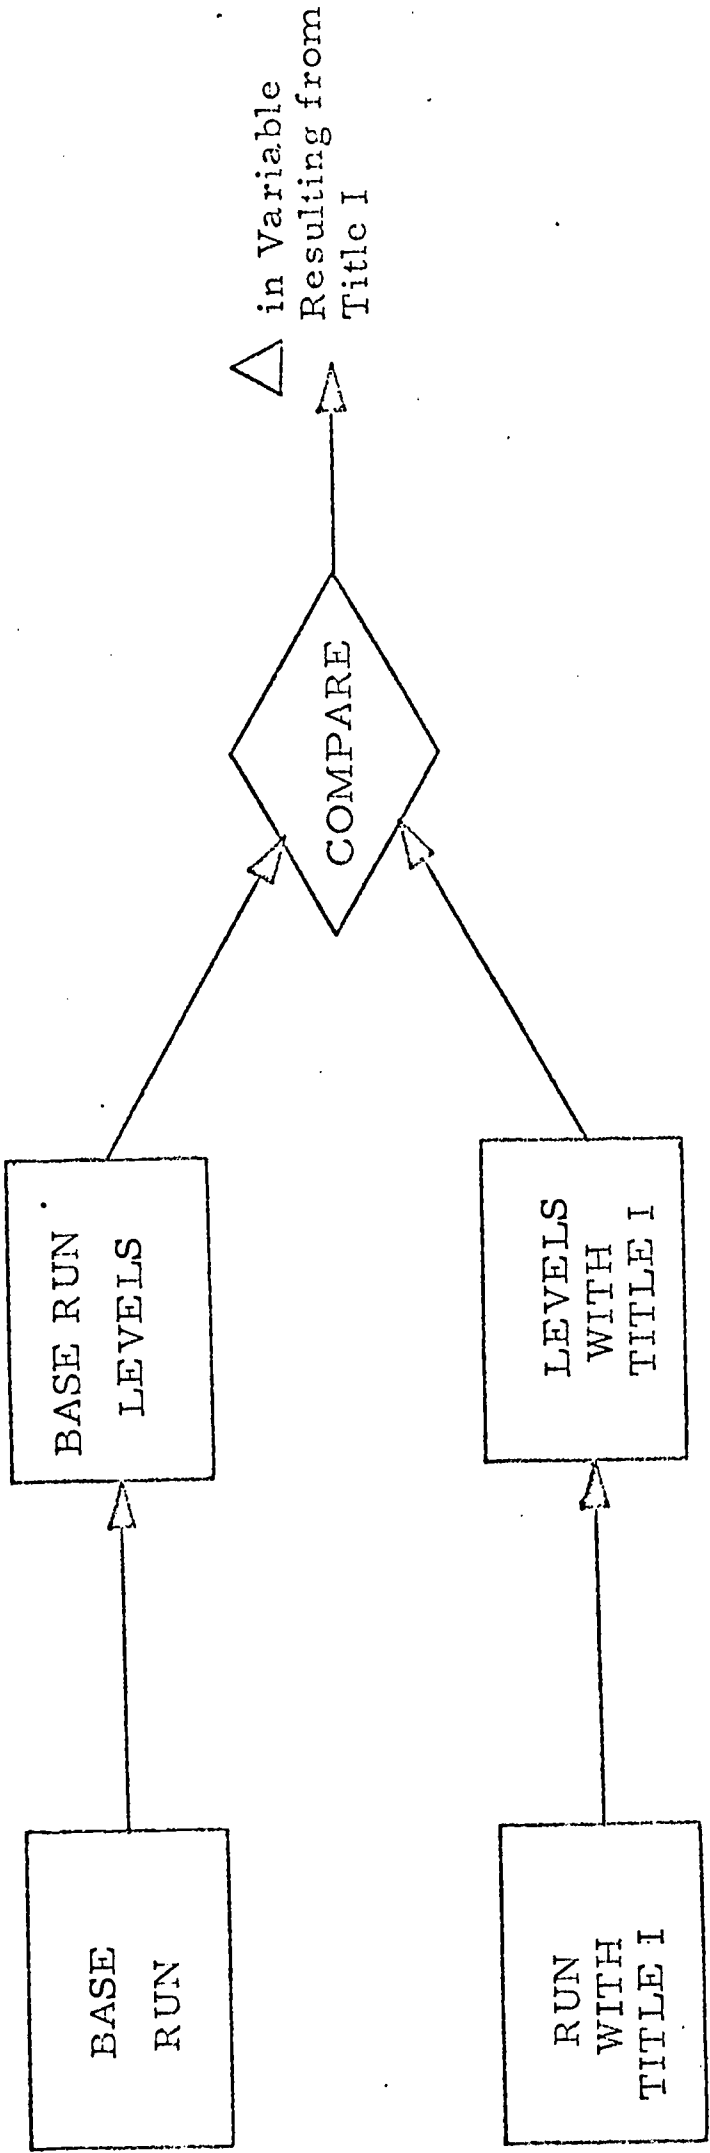 BASE
RUN
BASE RUN
LEVELS
RUN
WITH
TITLE I
LEVELS
WITH
TITLE I
COMPARE
△ in Variable
Resulting from
Title I